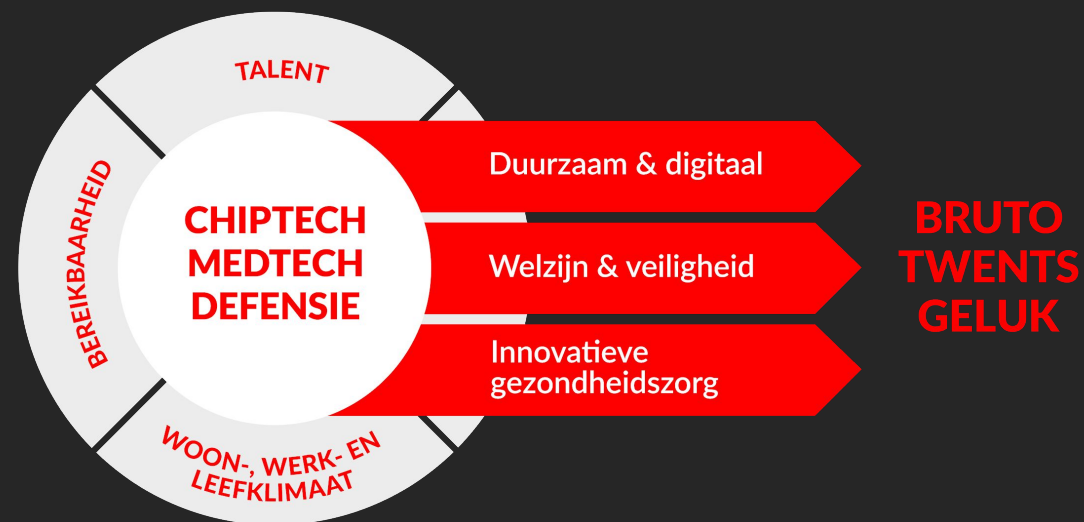 TALENT
BEREIKBAARHEID
CHIPTECH
MEDTECH
DEFENSIE
WOON-, WERK- EN
LEEFKLIMAAT
Duurzaam & digitaal
Welzijn & veiligheid
Innovatieve
gezondheidszorg
BRUTO
TWENTS
GELUK